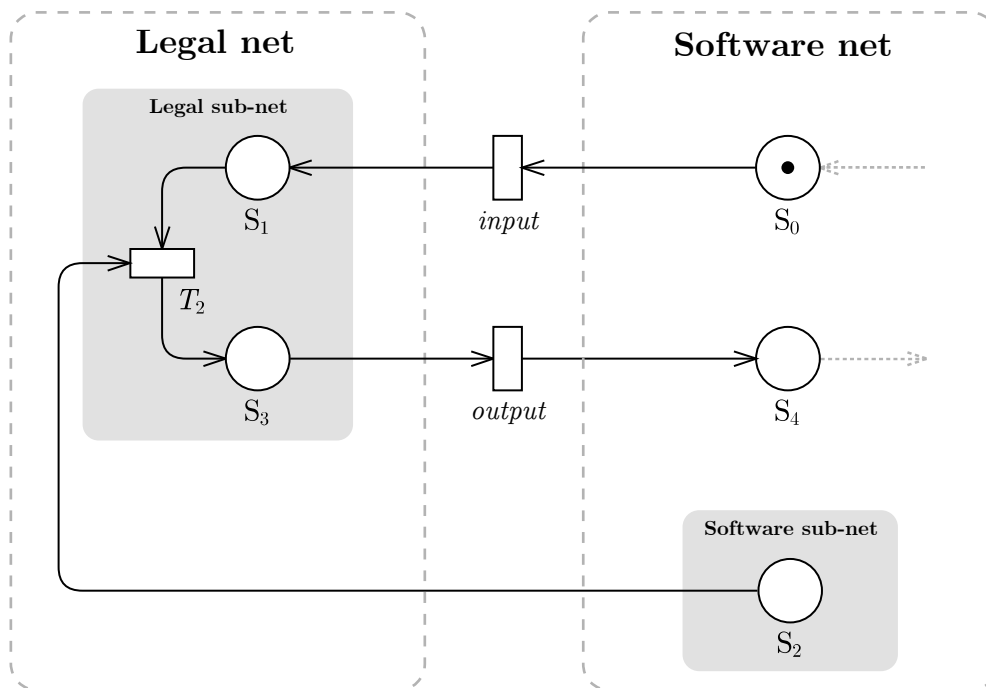 Legal net
Software net
Legal sub-net
S₁
input
S₀
T₂
S₃
output
S₄
Software sub-net
S₂